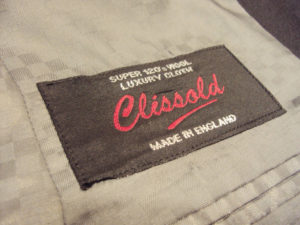 SUPER 120's WOOL
LUXURY CLOTH
Clissold
MADE IN ENGLAND